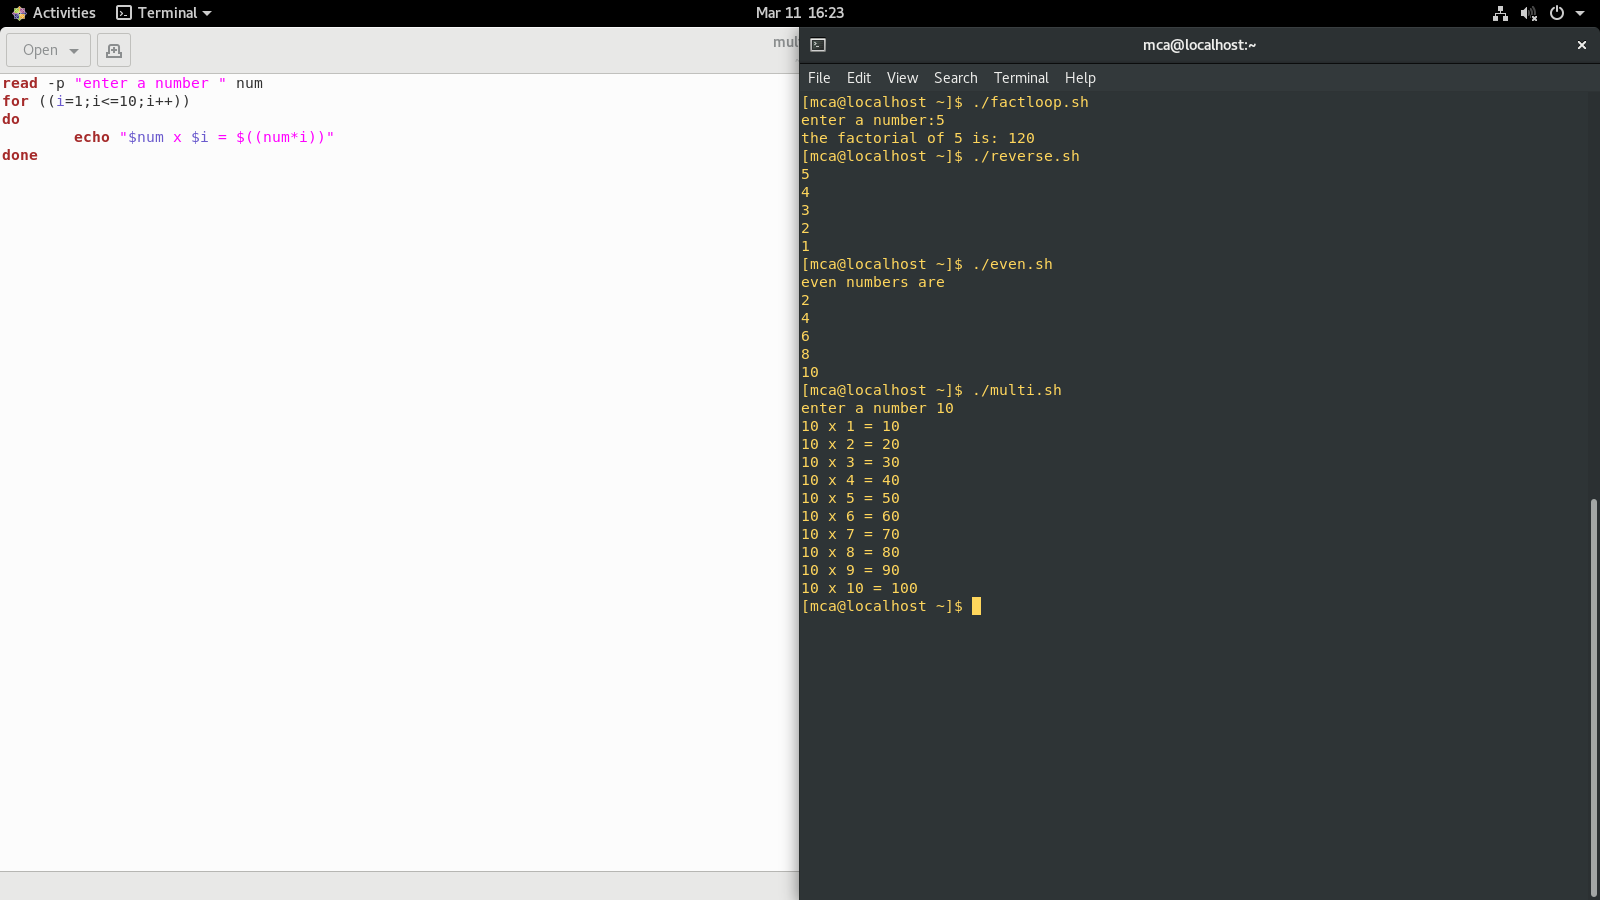 Activities Terminal Mar 11 16:23
Open
read -p "enter a number " num
for ((i=1;i<=10;i++))
do
        echo "$num x $i = $((num*i))"
done
mca@localhost:~
File Edit View Search Terminal Help
[mca@localhost ~]$ ./factloop.sh
enter a number:5
the factorial of 5 is: 120
[mca@localhost ~]$ ./reverse.sh
5
4
3
2
1
[mca@localhost ~]$ ./even.sh
even numbers are
2
4
6
8
10
[mca@localhost ~]$ ./multi.sh
enter a number 10
10 x 1 = 10
10 x 2 = 20
10 x 3 = 30
10 x 4 = 40
10 x 5 = 50
10 x 6 = 60
10 x 7 = 70
10 x 8 = 80
10 x 9 = 90
10 x 10 = 100
[mca@localhost ~]$